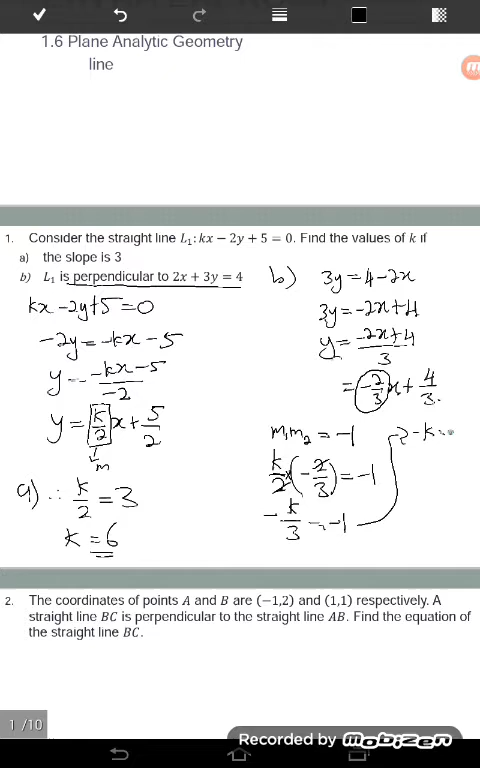 1.6 Plane Analytic Geometry
line
1. Consider the straight line L₁: kx − 2y + 5 = 0. Find the values of k if
a) the slope is 3
b) L₁ is perpendicular to 2x + 3y = 4
kx - 2y + 5 = 0
-2y = -kx - 5
y = -kx - 5 / -2
y = k/2 x + 5/2
m
a) ∴ k/2 = 3
k = 6
b) 3y = 4 - 2x
3y = -2x + 4
y = -2x + 4 / 3
= -2/3 x + 4/3.
m₁m₂ = -1
k/2 (-2/3) = -1
-k/3 = -1
-k =
2. The coordinates of points A and B are (−1,2) and (1,1) respectively. A
straight line BC is perpendicular to the straight line AB. Find the equation of
the straight line BC.
1 /10
Recorded by mobizen